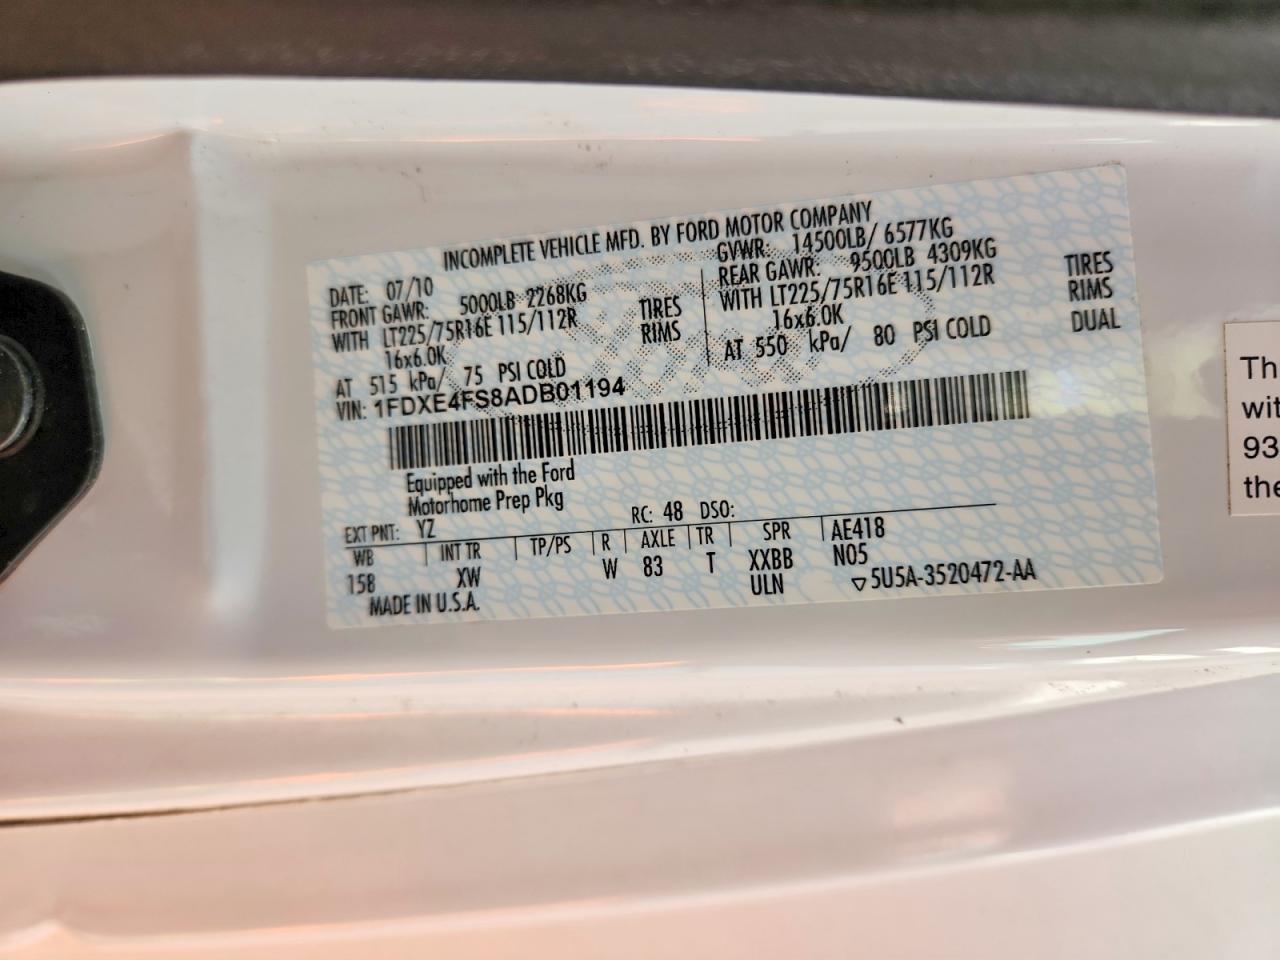 INCOMPLETE VEHICLE MFD. BY FORD MOTOR COMPANY
DATE: 07/10
GVWR: 14500LB/ 6577KG
FRONT GAWR: 5000LB 2268KG
REAR GAWR: 9500LB 4309KG
WITH LT225/75R16E 115/112R TIRES
WITH LT225/75R16E 115/112R TIRES
16x6.0K RIMS
16x6.0K RIMS
AT 515 kPa/ 75 PSI COLD
AT 550 kPa/ 80 PSI COLD DUAL
VIN: 1FDXE4FS8ADB01194
Equipped with the Ford
Motorhome Prep Pkg
EXT PNT: YZ RC: 48 DSO:
WB INT TR TP/PS R AXLE TR SPR AE418
158 XW W 83 T XXBB N05
ULN
MADE IN U.S.A. ▽5U5A-3520472-AA
Th
wit
93
the